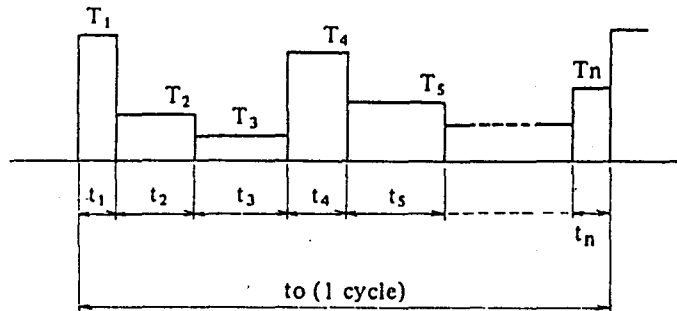 T₁
T₂
T₃
T₄
T₅
Tn
t₁
t₂
t₃
t₄
t₅
tn
to (1 cycle)